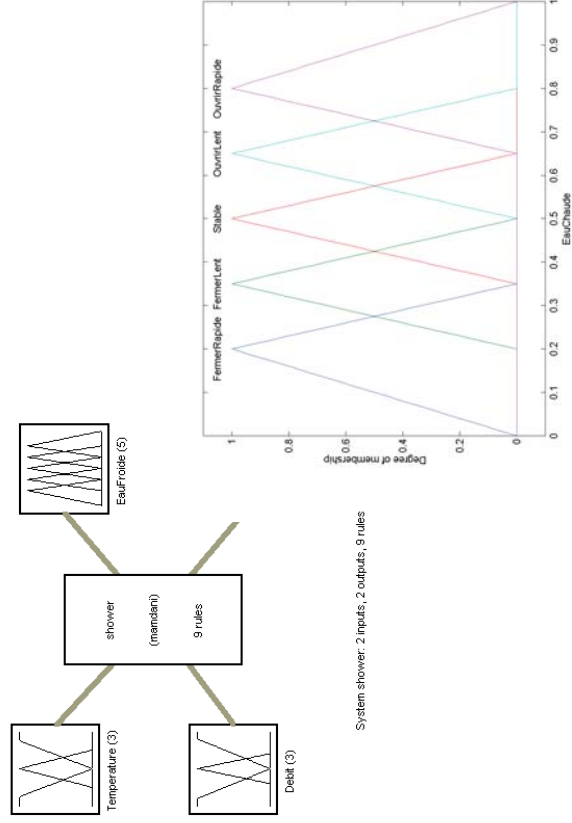 Temperature (3)
Debit (3)
shower
(mamdani)
9 rules
EauFroide (5)
System shower: 2 inputs, 2 outputs, 9 rules
FermerRapide FermerLent Stable OuvrirLent OuvrirRapide
1
0.8
0.6
0.4
0.2
0
Degree of membership
0 0.1 0.2 0.3 0.4 0.5 0.6 0.7 0.8 0.9 1
EauChaude